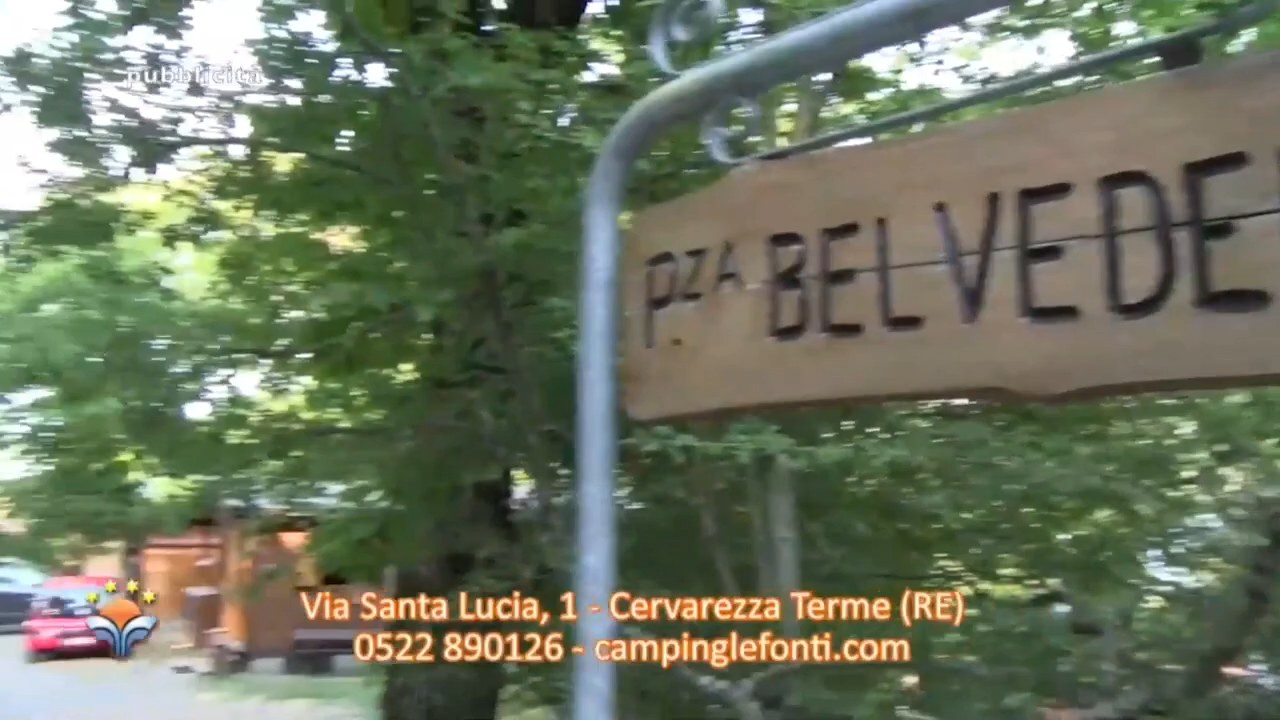 pubblicità
P.ZA BELVEDE
Via Santa Lucia, 1 - Cervarezza Terme (RE)
0522 890126 - campinglefonti.com